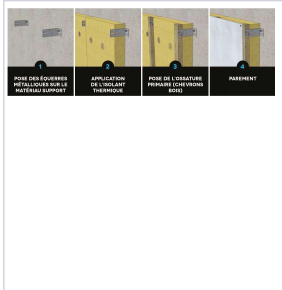 1
POSE DES ÉQUERRES
MÉTALLIQUES SUR LE
MATÉRIAU SUPPORT
2
APPLICATION
DE L'ISOLANT
THERMIQUE
3
POSE DE L'OSSATURE
PRIMAIRE (CHEVRONS
BOIS)
4
PAREMENT